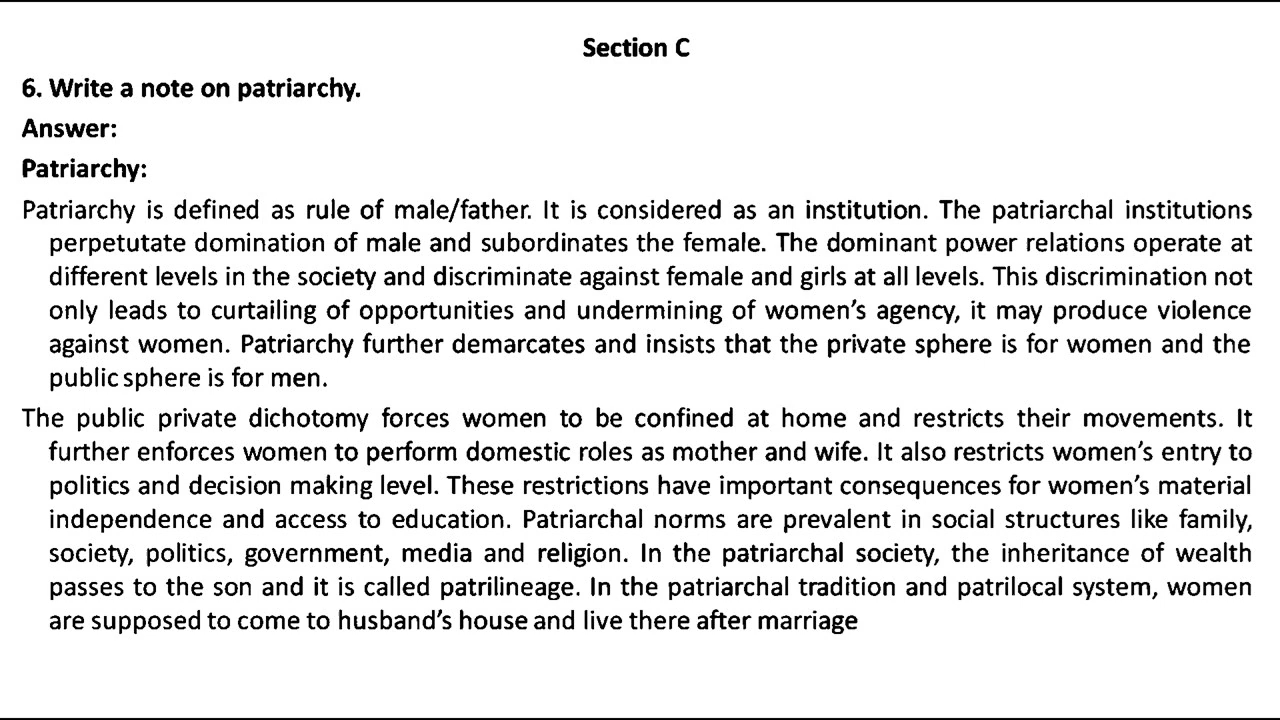 Section C
6. Write a note on patriarchy.
Answer:
Patriarchy:
Patriarchy is defined as rule of male/father. It is considered as an institution. The patriarchal institutions
perpetutate domination of male and subordinates the female. The dominant power relations operate at
different levels in the society and discriminate against female and girls at all levels. This discrimination not
only leads to curtailing of opportunities and undermining of women’s agency, it may produce violence
against women. Patriarchy further demarcates and insists that the private sphere is for women and the
public sphere is for men.
The public private dichotomy forces women to be confined at home and restricts their movements. It
further enforces women to perform domestic roles as mother and wife. It also restricts women’s entry to
politics and decision making level. These restrictions have important consequences for women’s material
independence and access to education. Patriarchal norms are prevalent in social structures like family,
society, politics, government, media and religion. In the patriarchal society, the inheritance of wealth
passes to the son and it is called patrilineage. In the patriarchal tradition and patrilocal system, women
are supposed to come to husband’s house and live there after marriage